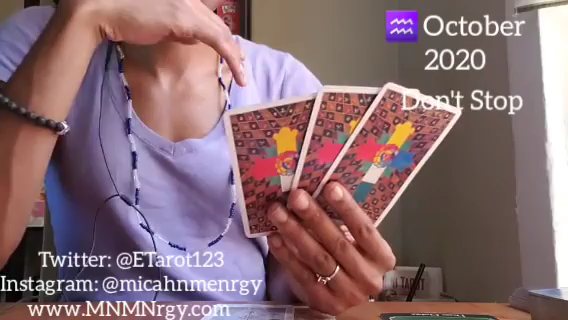 ♒ October
2020
Don't Stop
Twitter: @ETarot123
Instagram: @micahnmenrgy
www.MNMNrgy.com